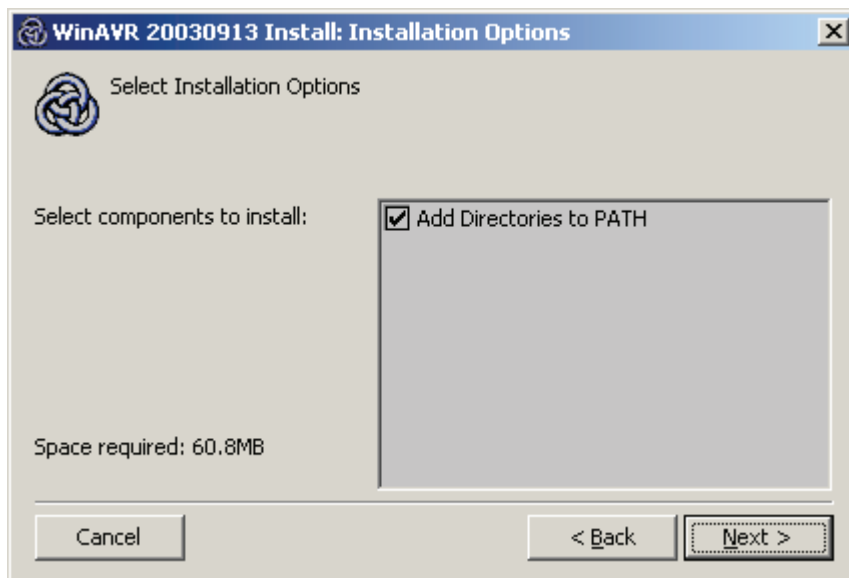 WinAVR 20030913 Install: Installation Options
Select Installation Options
Select components to install:
Add Directories to PATH
Space required: 60.8MB
Cancel
< Back
Next >